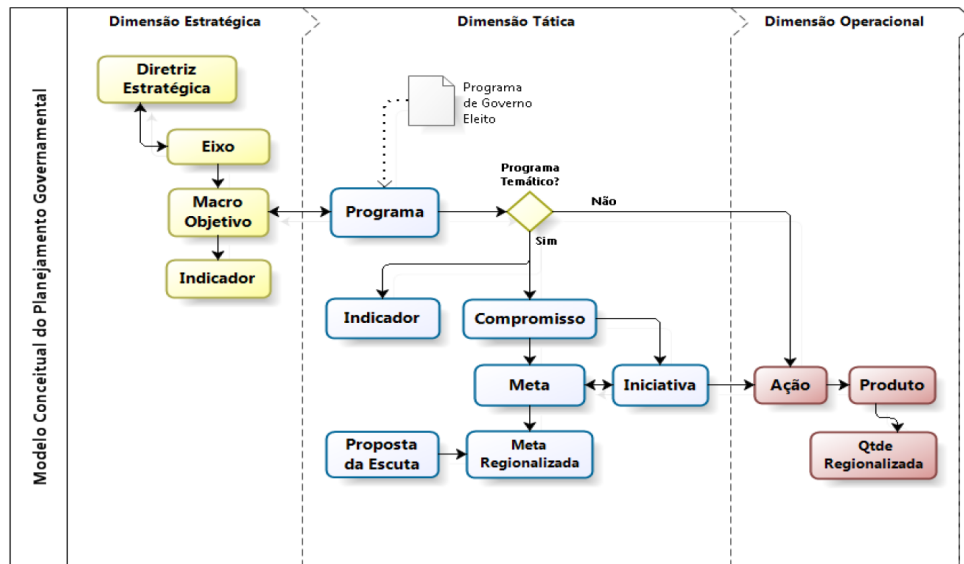 Modelo Conceitual do Planejamento Governamental
Dimensão Estratégica
Dimensão Tática
Dimensão Operacional
Diretriz
Estratégica
Eixo
Macro
Objetivo
Indicador
Programa
de Governo
Eleito
Programa
Programa
Temático?
Não
Sim
Indicador
Compromisso
Meta
Iniciativa
Proposta
da Escuta
Meta
Regionalizada
Ação
Produto
Qtde
Regionalizada